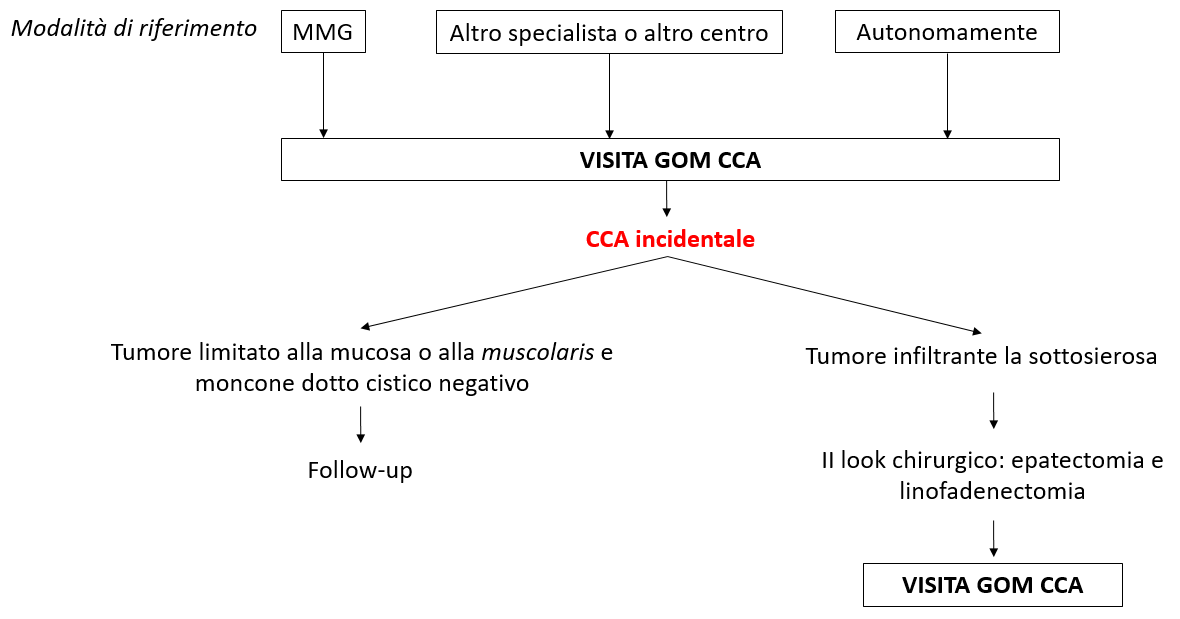 Modalità di riferimento
MMG
Altro specialista o altro centro
Autonomamente
VISITA GOM CCA
CCA incidentale
Tumore limitato alla mucosa o alla muscolaris e
moncone dotto cistico negativo
Follow-up
Tumore infiltrante la sottosierosa
II look chirurgico: epatectomia e
linofadenectomia
VISITA GOM CCA